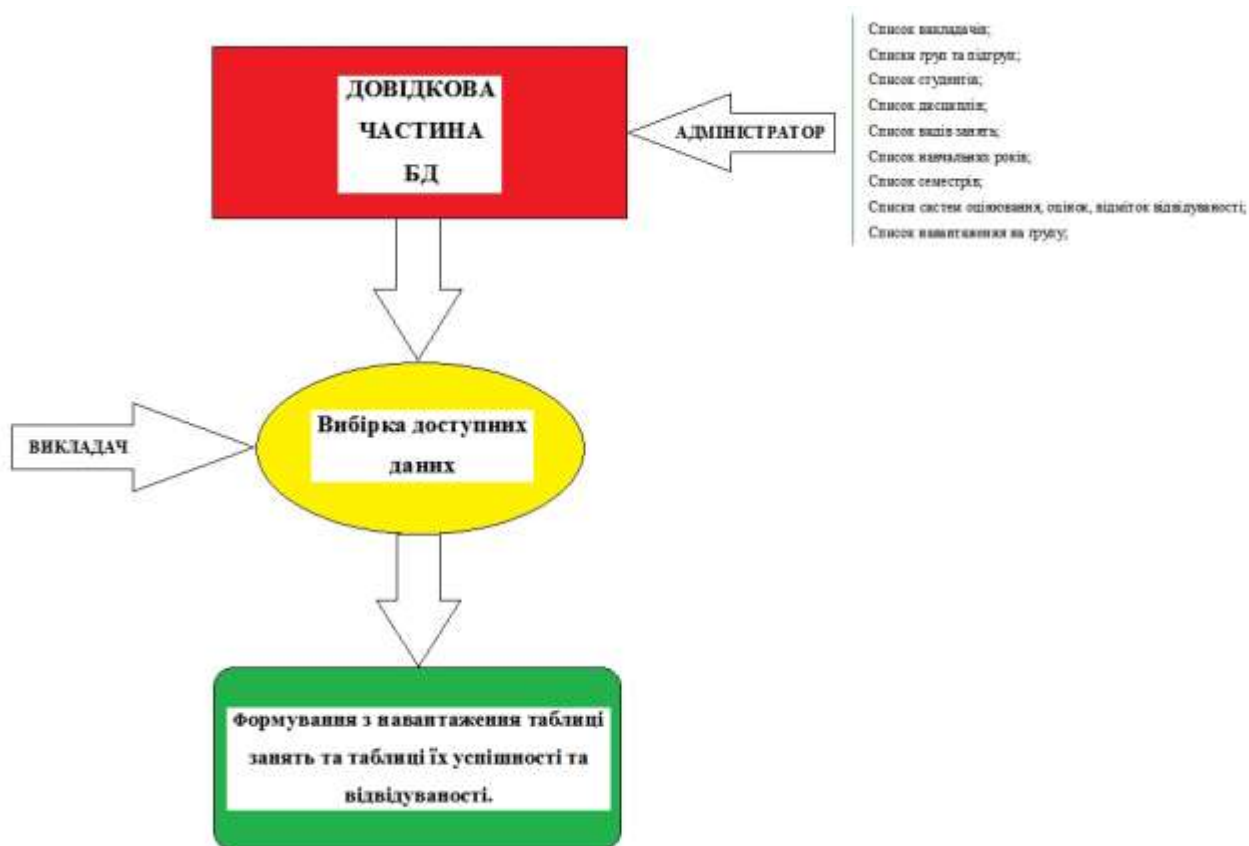 ДОВІДКОВА
ЧАСТИНА
БД
АДМІНІСТРАТОР
Список викладачів;
Списки груп та підгруп;
Список студентів;
Список дисциплін;
Список видів занять;
Список навчальних років;
Список семестрів;
Списки систем оцінювання, оцінок, відміток відвідуваності;
Список навантаження на групу;
ВИКЛАДАЧ
Вибірка доступних
даних
Формування з навантаження таблиці
занять та таблиці їх успішності та
відвідуваності.